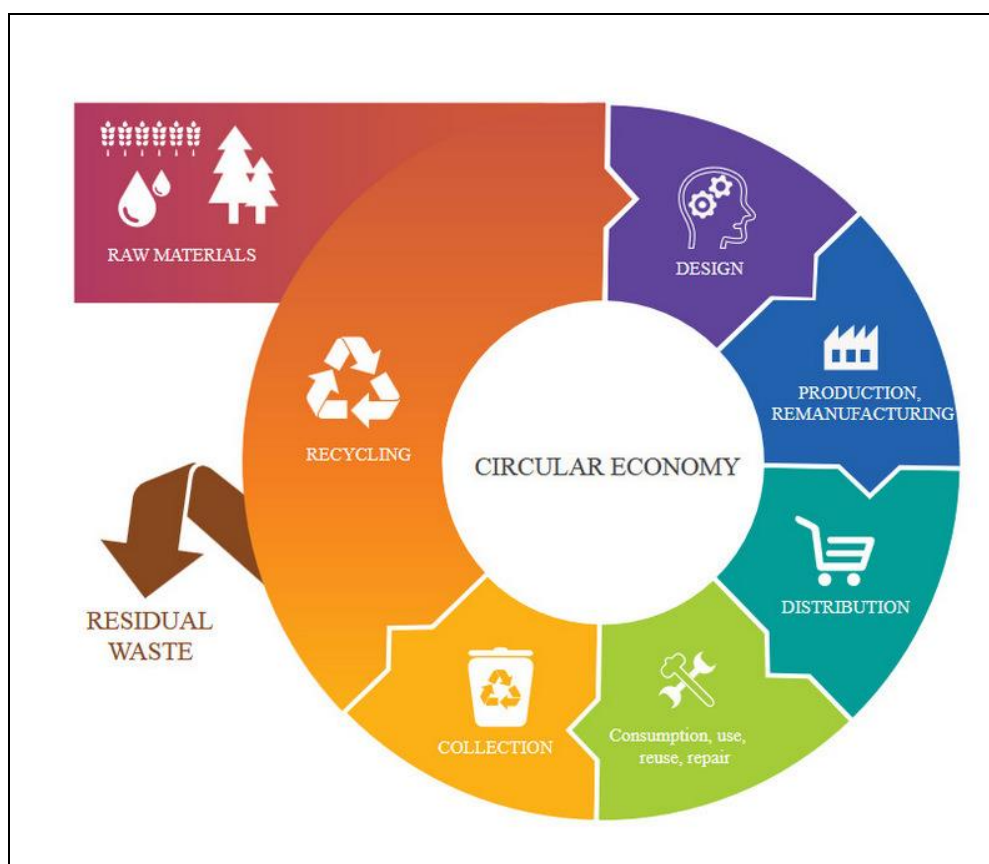 RAW MATERIALS
DESIGN
PRODUCTION,
REMANUFACTURING
RECYCLING
CIRCULAR ECONOMY
DISTRIBUTION
RESIDUAL
WASTE
Consumption, use,
reuse, repair
COLLECTION